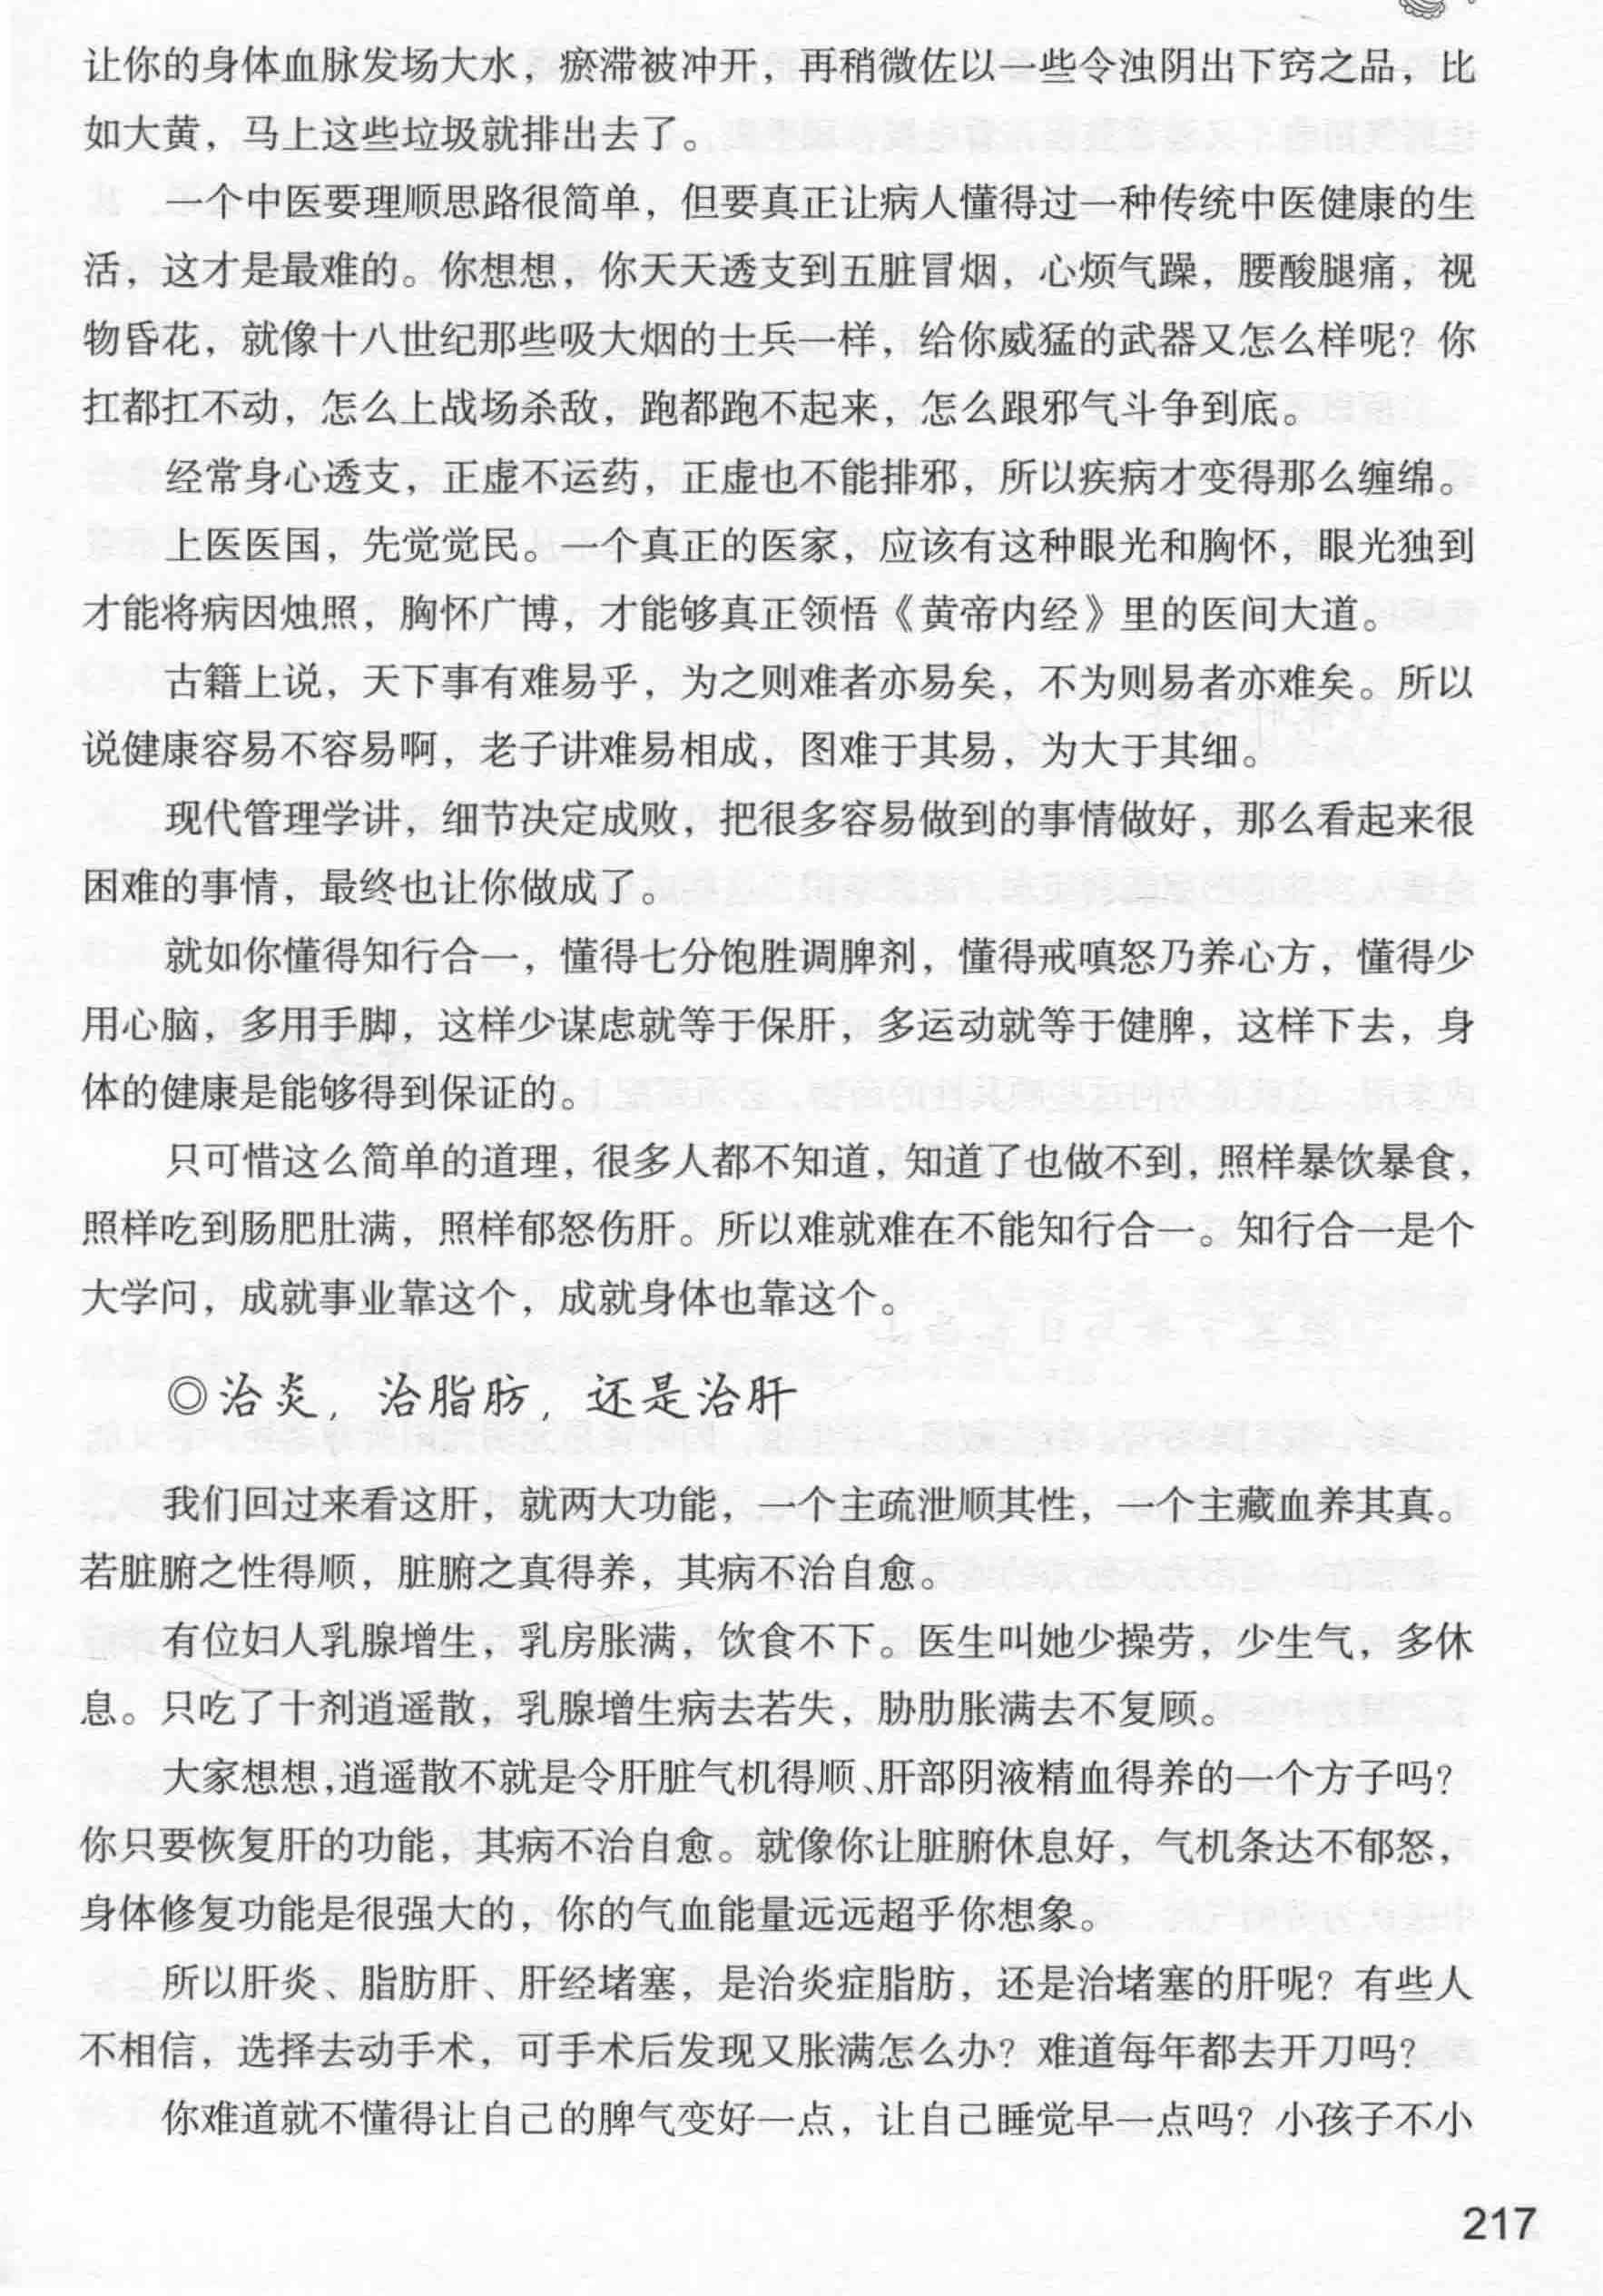 让你的身体血脉发场大水，瘀滞被冲开，再稍微佐以一些令浊阴出下窍之品，比
如大黄，马上这些垃圾就排出去了。
一个中医要理顺思路很简单，但要真正让病人懂得过一种传统中医健康的生
活，这才是最难的。你想想，你天天透支到五脏冒烟，心烦气躁，腰酸腿痛，视
物昏花，就像十八世纪那些吸大烟的士兵一样，给你威猛的武器又怎么样呢？你
扛都扛不动，怎么上战场杀敌，跑都跑不起来，怎么跟邪气斗争到底。
经常身心透支，正虚不运药，正虚也不能排邪，所以疾病才变得那么缠绵。
上医医国，先觉觉民。一个真正的医家，应该有这种眼光和胸怀，眼光独到
才能将病因烛照，胸怀广博，才能够真正领悟《黄帝内经》里的医间大道。
古籍上说，天下事有难易乎，为之则难者亦易矣，不为则易者亦难矣。所以
说健康容易不容易啊，老子讲难易相成，图难于其易，为大于其细。
现代管理学讲，细节决定成败，把很多容易做到的事情做好，那么看起来很
困难的事情，最终也让你做成了。
就如你懂得知行合一，懂得七分饱胜调脾剂，懂得戒嗔怒乃养心方，懂得少
用心脑，多用手脚，这样少谋虑就等于保肝，多运动就等于健脾，这样下去，身
体的健康是能够得到保证的。
只可惜这么简单的道理，很多人都不知道，知道了也做不到，照样暴饮暴食，
照样吃到肠肥肚满，照样郁怒伤肝。所以难就难在不能知行合一。知行合一是个
大学问，成就事业靠这个，成就身体也靠这个。
◎治炎，治脂肪，还是治肝
我们回过来看这肝，就两大功能，一个主疏泄顺其性，一个主藏血养其真。
若脏腑之性得顺，脏腑之真得养，其病不治自愈。
有位妇人乳腺增生，乳房胀满，饮食不下。医生叫她少操劳，少生气，多休
息。只吃了十剂逍遥散，乳腺增生病去若失，胁肋胀满去不复顾。
大家想想，逍遥散不就是令肝脏气机得顺、肝部阴液精血得养的一个方子吗？
你只要恢复肝的功能，其病不治自愈。就像你让脏腑休息好，气机条达不郁怒，
身体修复功能是很强大的，你的气血能量远远超乎你想象。
所以肝炎、脂肪肝、肝经堵塞，是治炎症脂肪，还是治堵塞的肝呢？有些人
不相信，选择去动手术，可手术后发现又胀满怎么办？难道每年都去开刀吗？
你难道就不懂得让自己的脾气变好一点，让自己睡觉早一点吗？小孩子不小
217